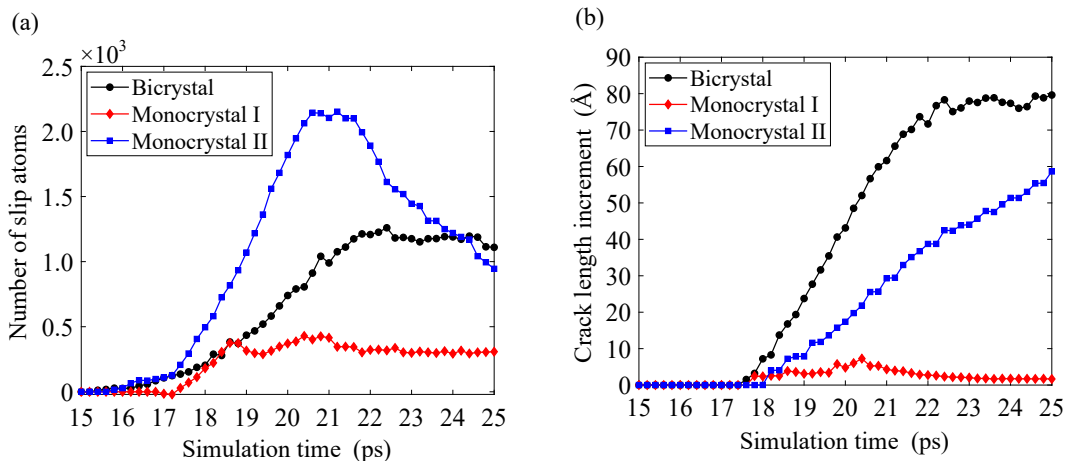 (a)
×10³
2.5
2.0
1.5
1.0
0.5
0
Number of slip atoms
Bicrystal
Monocrystal I
Monocrystal II
15 16 17 18 19 20 21 22 23 24 25
Simulation time (ps)
(b)
90
80
70
60
50
40
30
20
10
0
Crack length increment (Å)
Bicrystal
Monocrystal I
Monocrystal II
15 16 17 18 19 20 21 22 23 24 25
Simulation time (ps)